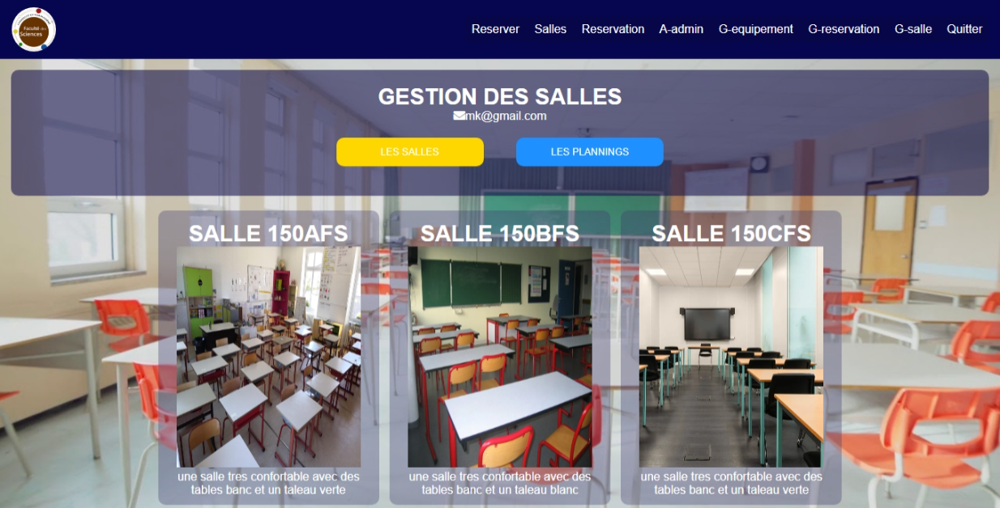 Faculté des
Sciences
Reserver Salles Reservation A-admin G-equipement G-reservation G-salle Quitter
GESTION DES SALLES
mk@gmail.com
LES SALLES LES PLANNINGS
SALLE 150AFS SALLE 150BFS SALLE 150CFS
une salle tres confortable avec des une salle tres confortable avec des une salle tres confortable avec des
tables banc et un taleau verte tables banc et un taleau blanc tables banc et un taleau verte